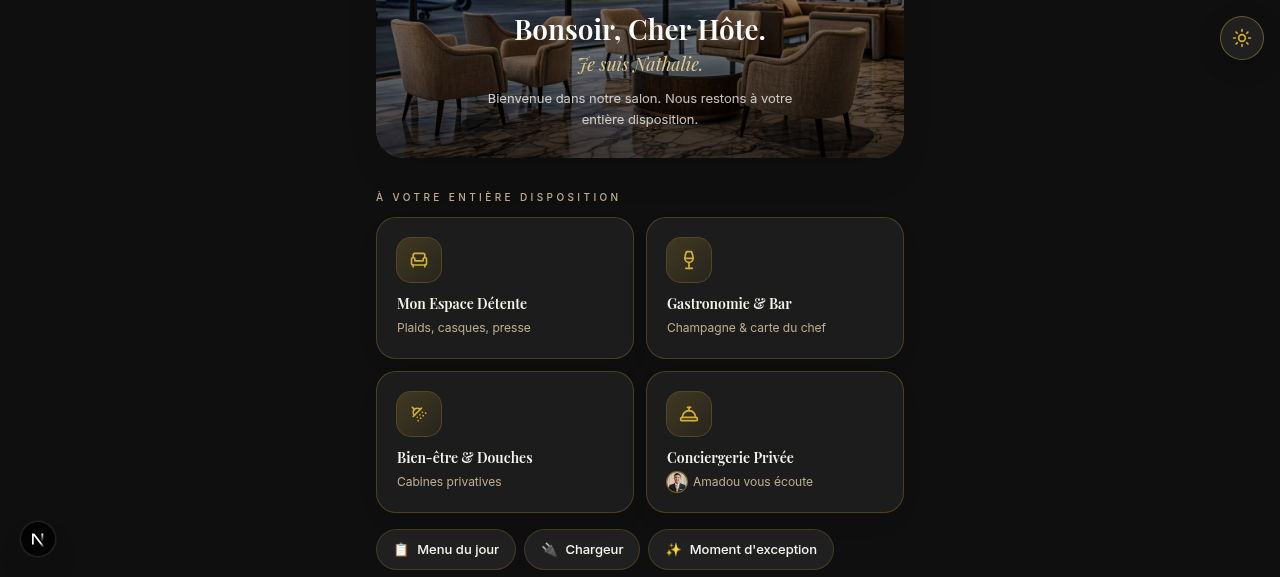 Bonsoir, Cher Hôte.
Je suis Nathalie.
Bienvenue dans notre salon. Nous restons à votre
entière disposition.
À VOTRE ENTIÈRE DISPOSITION
Mon Espace Détente
Plaids, casques, presse
Gastronomie & Bar
Champagne & carte du chef
Bien-être & Douches
Cabines privatives
Conciergerie Privée
Amadou vous écoute
N
📋 Menu du jour
🔌 Chargeur
✨ Moment d'exception